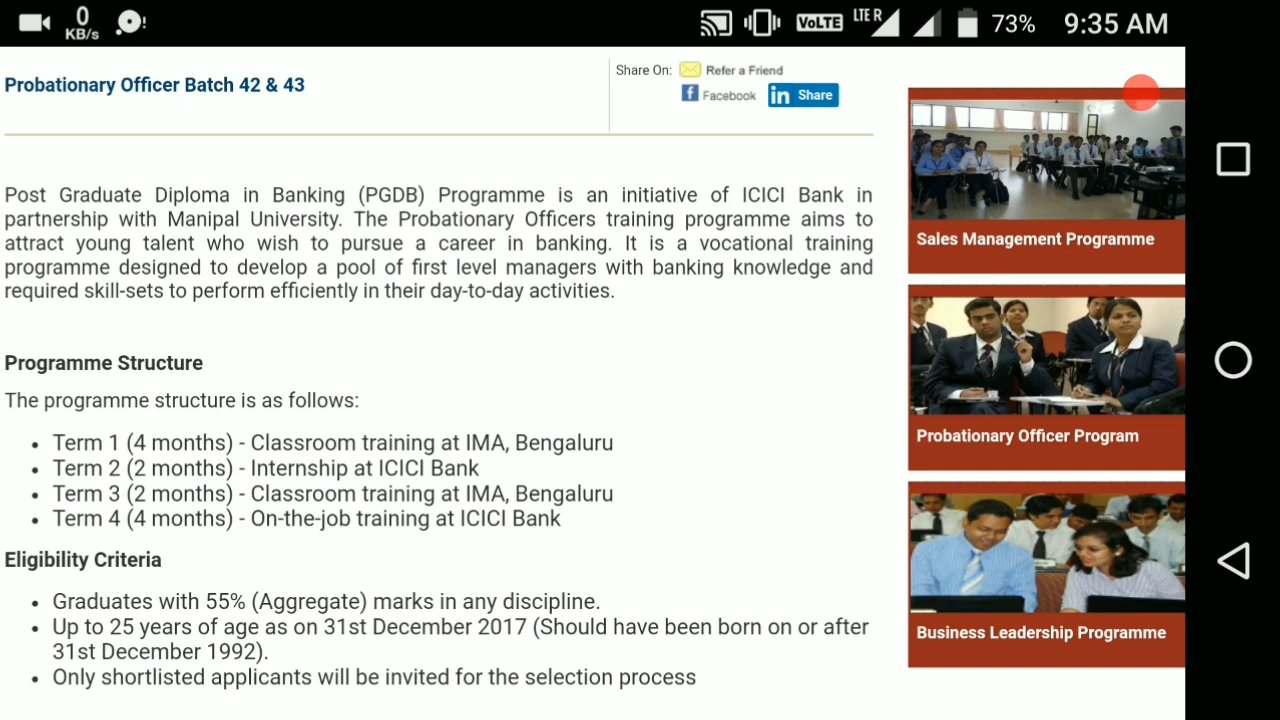 0
KB/s
VoLTE
LTE R
73%
9:35 AM
Probationary Officer Batch 42 & 43
Share On:
Refer a Friend
Facebook
in Share
Post Graduate Diploma in Banking (PGDB) Programme is an initiative of ICICI Bank in
partnership with Manipal University. The Probationary Officers training programme aims to
attract young talent who wish to pursue a career in banking. It is a vocational training
programme designed to develop a pool of first level managers with banking knowledge and
required skill-sets to perform efficiently in their day-to-day activities.
Programme Structure
The programme structure is as follows:
• Term 1 (4 months) - Classroom training at IMA, Bengaluru
• Term 2 (2 months) - Internship at ICICI Bank
• Term 3 (2 months) - Classroom training at IMA, Bengaluru
• Term 4 (4 months) - On-the-job training at ICICI Bank
Eligibility Criteria
• Graduates with 55% (Aggregate) marks in any discipline.
• Up to 25 years of age as on 31st December 2017 (Should have been born on or after
31st December 1992).
• Only shortlisted applicants will be invited for the selection process
Sales Management Programme
Probationary Officer Program
Business Leadership Programme